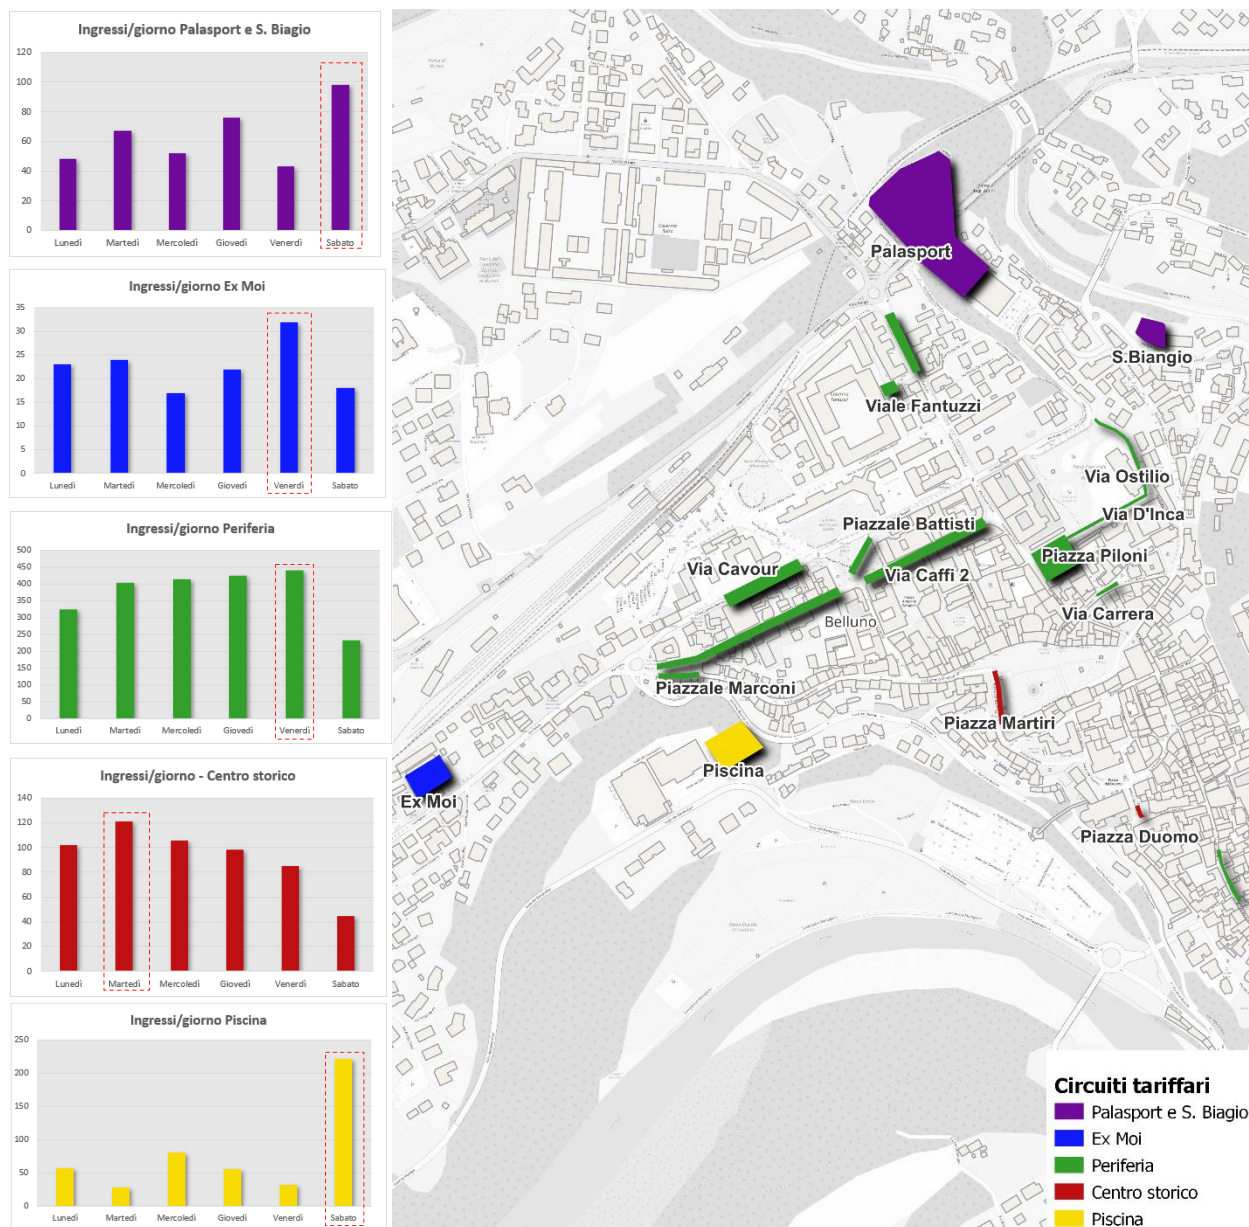 Ingressi/giorno Palasport e S. Biagio
120
100
80
60
40
20
0
Lunedì Martedì Mercoledì Giovedì Venerdì Sabato
Ingressi/giorno Ex Moi
35
30
25
20
15
10
5
0
Lunedì Martedì Mercoledì Giovedì Venerdì Sabato
Ingressi/giorno Periferia
500
450
400
350
300
250
200
150
100
50
0
Lunedì Martedì Mercoledì Giovedì Venerdì Sabato
Ingressi/giorno - Centro storico
140
120
100
80
60
40
20
0
Lunedì Martedì Mercoledì Giovedì Venerdì Sabato
Ingressi/giorno Piscina
250
200
150
100
50
0
Lunedì Martedì Mercoledì Giovedì Venerdì Sabato
Palasport
S.Biangio
Viale Fantuzzi
Via Ostilio
Via D'Inca
Piazzale Battisti
Piazza Piloni
Via Cavour
Via Caffi 2
Via Carrera
Belluno
Piazzale Marconi
Piazza Martiri
Piscina
Ex Moi
Piazza Duomo
Circuiti tariffari
Palasport e S. Biagio
Ex Moi
Periferia
Centro storico
Piscina